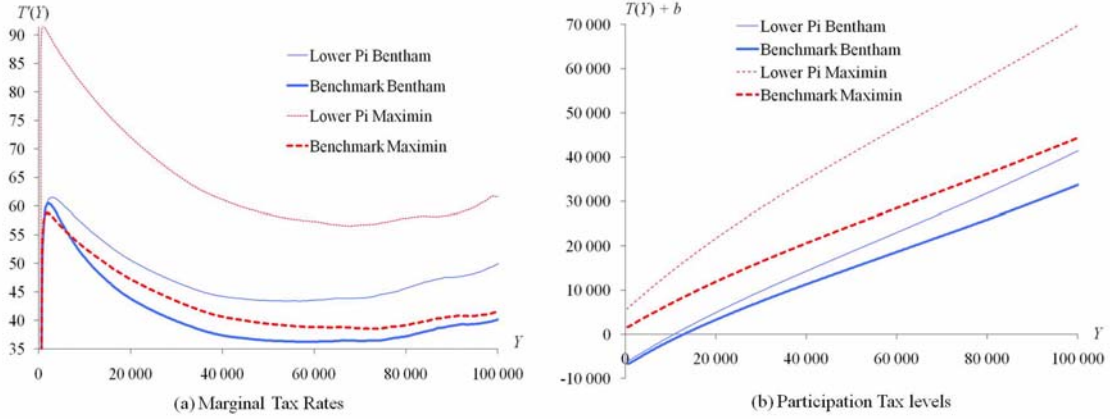 T'(Y)
90
85
80
75
70
65
60
55
50
45
40
35
0
20 000
40 000
60 000
80 000
100 000
Y
Lower Pi Bentham
Benchmark Bentham
Lower Pi Maximin
Benchmark Maximin
(a) Marginal Tax Rates
T(Y) + b
70 000
60 000
50 000
40 000
30 000
20 000
10 000
0
-10 000
0
20 000
40 000
60 000
80 000
100 000
Y
Lower Pi Bentham
Benchmark Bentham
Lower Pi Maximin
Benchmark Maximin
(b) Participation Tax levels